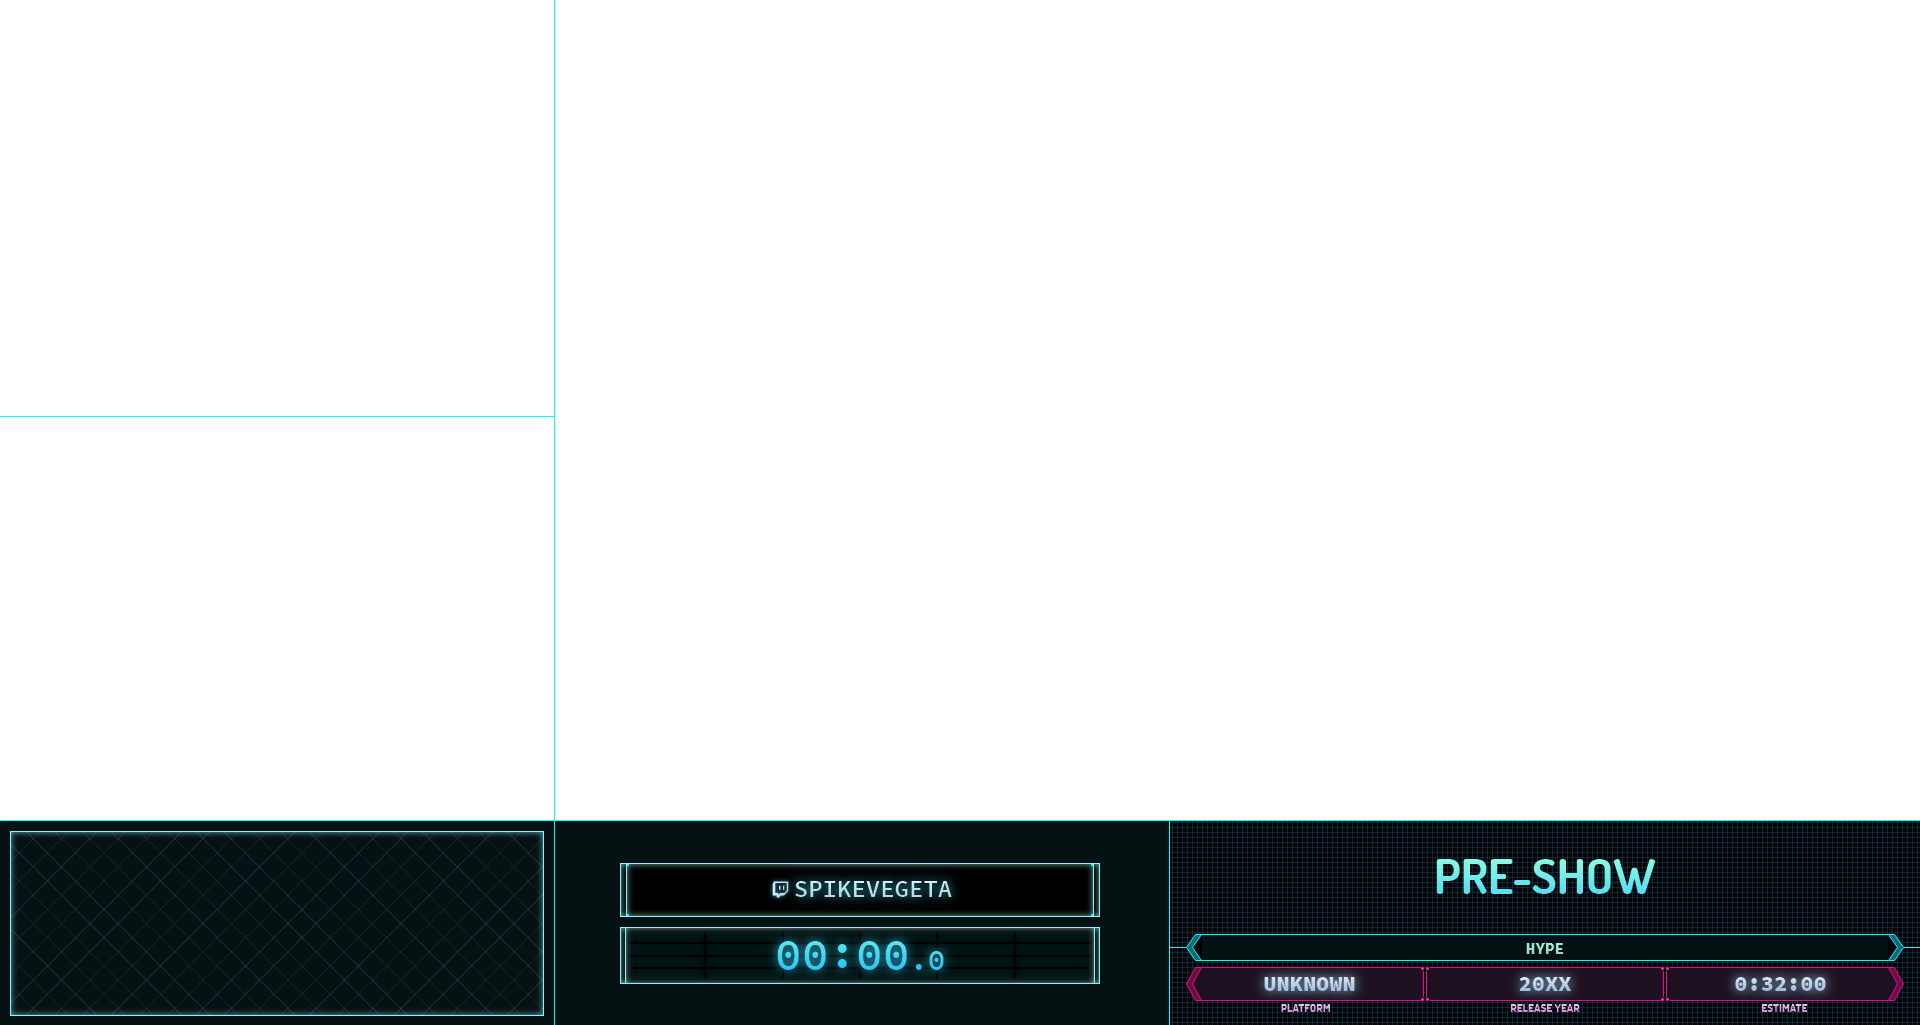 SPIKEVEGETA
00:00.0
PRE-SHOW
HYPE
UNKNOWN 20XX 0:32:00
PLATFORM RELEASE YEAR ESTIMATE